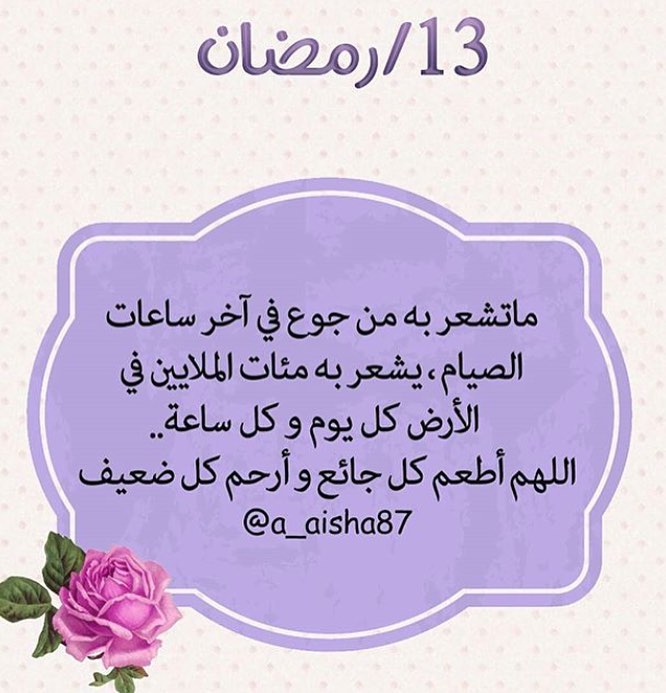 13/رمضان
ماتشعر به من جوع في آخر ساعات
الصيام، يشعر به مئات الملايين في
الأرض كل يوم و كل ساعة..
اللهم أطعم كل جائع و أرحم كل ضعيف
@a_aisha87